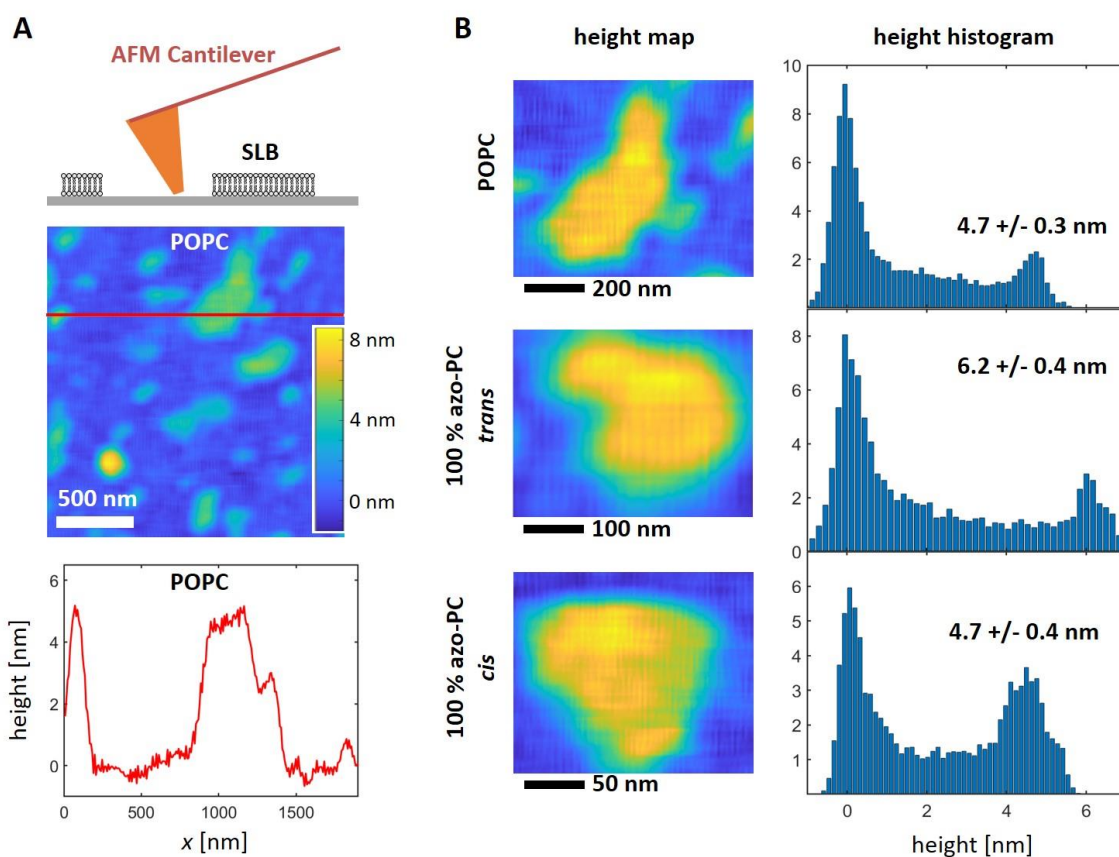 A
AFM Cantilever
SLB
POPC
8 nm
4 nm
0 nm
500 nm
POPC
6
4
2
0
height [nm]
0 500 1000 1500
x [nm]
B
height map
height histogram
POPC
200 nm
10
8
6
4
2
4.7 +/- 0.3 nm
100 % azo-PC
trans
100 nm
8
6
4
2
0
6.2 +/- 0.4 nm
100 % azo-PC
cis
50 nm
6
5
4
3
2
1
4.7 +/- 0.4 nm
0 2 4 6
height [nm]